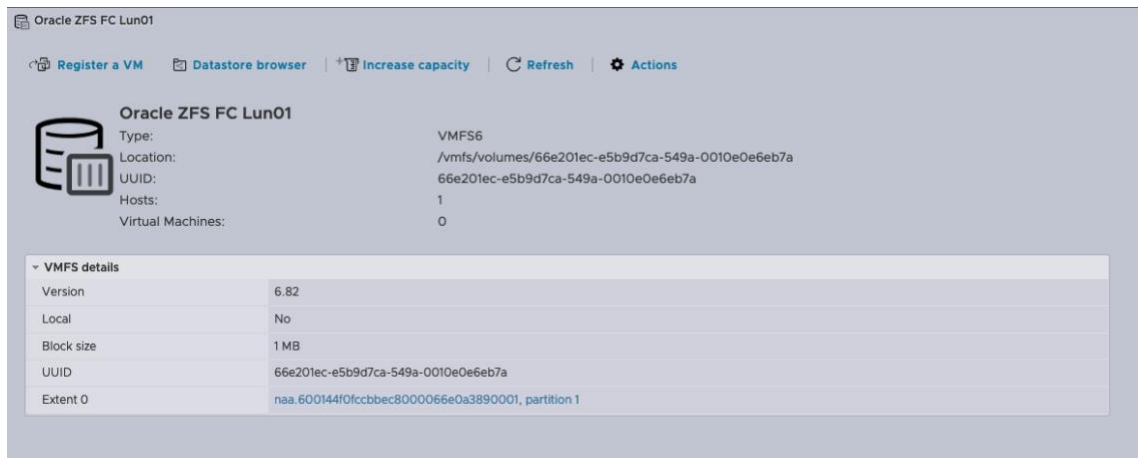 Oracle ZFS FC Lun01
Register a VM Datastore browser Increase capacity Refresh Actions
Oracle ZFS FC Lun01
Type: VMFS6
Location: /vmfs/volumes/66e201ec-e5b9d7ca-549a-0010e0e6eb7a
UUID: 66e201ec-e5b9d7ca-549a-0010e0e6eb7a
Hosts: 1
Virtual Machines: 0
VMFS details
Version 6.82
Local No
Block size 1 MB
UUID 66e201ec-e5b9d7ca-549a-0010e0e6eb7a
Extent 0 naa.600144f0fccbbec8000066e0a3890001, partition 1